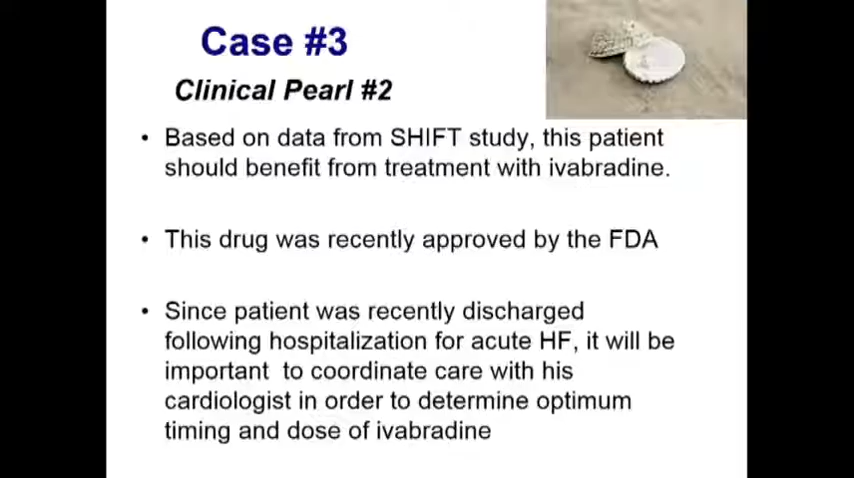 Case #3
Clinical Pearl #2
• Based on data from SHIFT study, this patient
should benefit from treatment with ivabradine.
• This drug was recently approved by the FDA
• Since patient was recently discharged
following hospitalization for acute HF, it will be
important to coordinate care with his
cardiologist in order to determine optimum
timing and dose of ivabradine